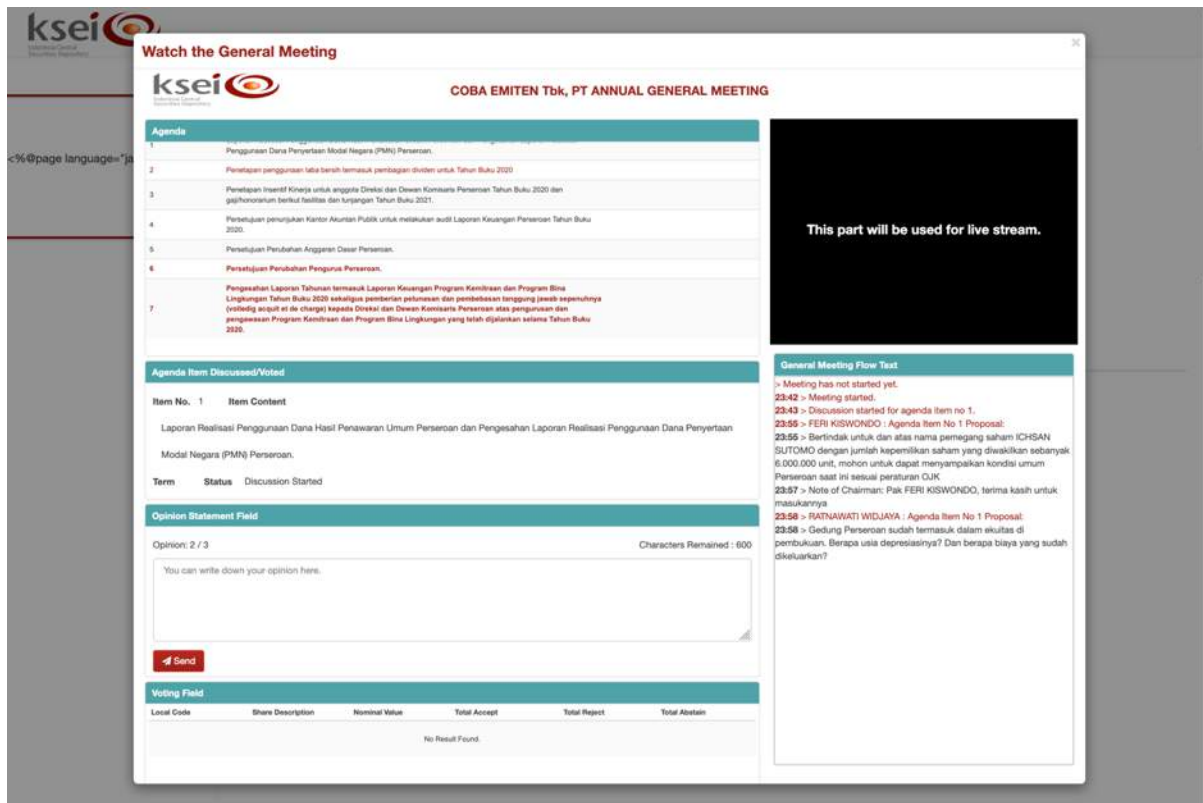 ksei
Indonesia Central
Securities Depository
<%@page language="ja
Watch the General Meeting
×
ksei
Indonesia Central
Securities Depository
COBA EMITEN Tbk, PT ANNUAL GENERAL MEETING
Agenda
1
Penggunaan Dana Penyertaan Modal Negara (PMN) Perseroan.
2 Penetapan penggunaan laba bersih termasuk pembagian dividen untuk Tahun Buku 2020
3 Penetapan Insentif Kinerja untuk anggota Direksi dan Dewan Komisaris Perseroan Tahun Buku 2020 dan
gaji/honorarium berikut fasilitas dan tunjangan Tahun Buku 2021.
4 Persetujuan penunjukan Kantor Akuntan Publik untuk melakukan audit Laporan Keuangan Perseroan Tahun Buku
2020.
5 Persetujuan Perubahan Anggaran Dasar Perseroan.
6 Persetujuan Perubahan Pengurus Perseroan.
7 Pengesahan Laporan Tahunan termasuk Laporan Keuangan Program Kemitraan dan Program Bina
Lingkungan Tahun Buku 2020 sekaligus pemberian pelunasan dan pembebasan tanggung jawab sepenuhnya
(volledig acquit et de charge) kepada Direksi dan Dewan Komisaris Perseroan atas pengurusan dan
pengawasan Program Kemitraan dan Program Bina Lingkungan yang telah dijalankan selama Tahun Buku
2020.
Agenda Item Discussed/Voted
Item No. 1 Item Content
Laporan Realisasi Penggunaan Dana Hasil Penawaran Umum Perseroan dan Pengesahan Laporan Realisasi Penggunaan Dana Penyertaan
Modal Negara (PMN) Perseroan.
Term Status Discussion Started
Opinion Statement Field
Opinion: 2 / 3 Characters Remained : 600
You can write down your opinion here.
Send
Voting Field
Local Code Share Description Nominal Value Total Accept Total Reject Total Abstain
No Result Found.
This part will be used for live stream.
General Meeting Flow Text
> Meeting has not started yet.
23:42 > Meeting started.
23:43 > Discussion started for agenda item no 1.
23:55 > FERI KISWONDO : Agenda Item No 1 Proposal:
23:55 > Bertindak untuk dan atas nama pemegang saham ICHSAN
SUTOMO dengan jumlah kepemilikan saham yang diwakilkan sebanyak
6.000.000 unit, mohon untuk dapat menyampaikan kondisi umum
Perseroan saat ini sesuai peraturan OJK
23:57 > Note of Chairman: Pak FERI KISWONDO, terima kasih untuk
masukannya
23:58 > RATNAWATI WIDJAYA : Agenda Item No 1 Proposal:
23:58 > Gedung Perseroan sudah termasuk dalam ekuitas di
pembukuan. Berapa usia depresiasinya? Dan berapa biaya yang sudah
dikeluarkan?